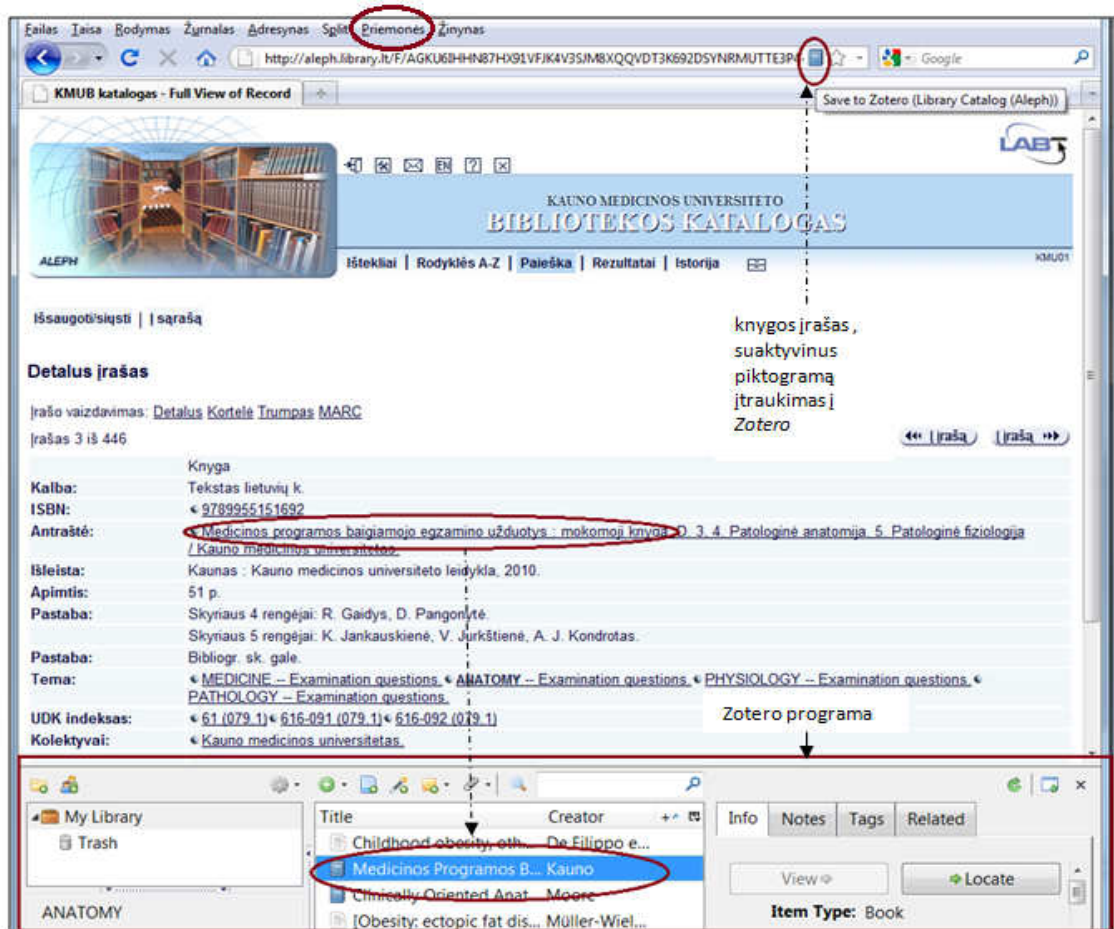 Failas Taisa Rodymas Žurnalas Adresynas Split Priemonės Žinynas
Google
KMUB katalogas - Full View of Record
Save to Zotero (Library Catalog (Aleph))
LABT
EN ?
KAUNO MEDICINOS UNIVERSITETO
BIBLIOTEKOS KATALOGAS
ALEPH
Ištekliai | Rodyklės A-Z | Paieška | Rezultatai | Istorija
KMU01
Išsaugoti/siųsti | Į sąrašą
knygos įrašas,
suaktyvinus
piktogramą
įtraukimas į
Zotero
Detalus įrašas
Įrašo vaizdavimas: Detalus Kortelė Trumpas MARC
Įrašas 3 iš 446
Į įrašą Į įrašą
Knyga
Kalba: Tekstas lietuvių k.
ISBN: 9789955151692
Antraštė: Medicinos programos baigiamojo egzamino užduotys : mokomoji knyga. D. 3, 4. Patologinė anatomija. 5. Patologinė fiziologija
/ Kauno medicinos universitetas.
Išleista: Kaunas : Kauno medicinos universiteto leidykla, 2010.
Apimtis: 51 p.
Pastaba: Skyriaus 4 rengėjai: R. Gaidys, D. Pangonytė.
Skyriaus 5 rengėjai: K. Jankauskienė, V. Jurkštienė, A. J. Kondrotas.
Pastaba: Bibliogr. sk. gale.
Tema: MEDICINE -- Examination questions. ANATOMY -- Examination questions. PHYSIOLOGY -- Examination questions.
PATHOLOGY -- Examination questions.
UDK indeksas: 61 (079.1) 616-091 (079.1) 616-092 (079.1)
Kolektyvai: Kauno medicinos universitetas.
Zotero programa
My Library
Trash
ANATOMY
Title Creator
Childhood obesity, oth... De Filippo e...
Medicinos Programos B... Kauno
Clinically Oriented Anat... Moore
[Obesity: ectopic fat dis... Müller-Wiel...
Info Notes Tags Related
View Locate
Item Type: Book